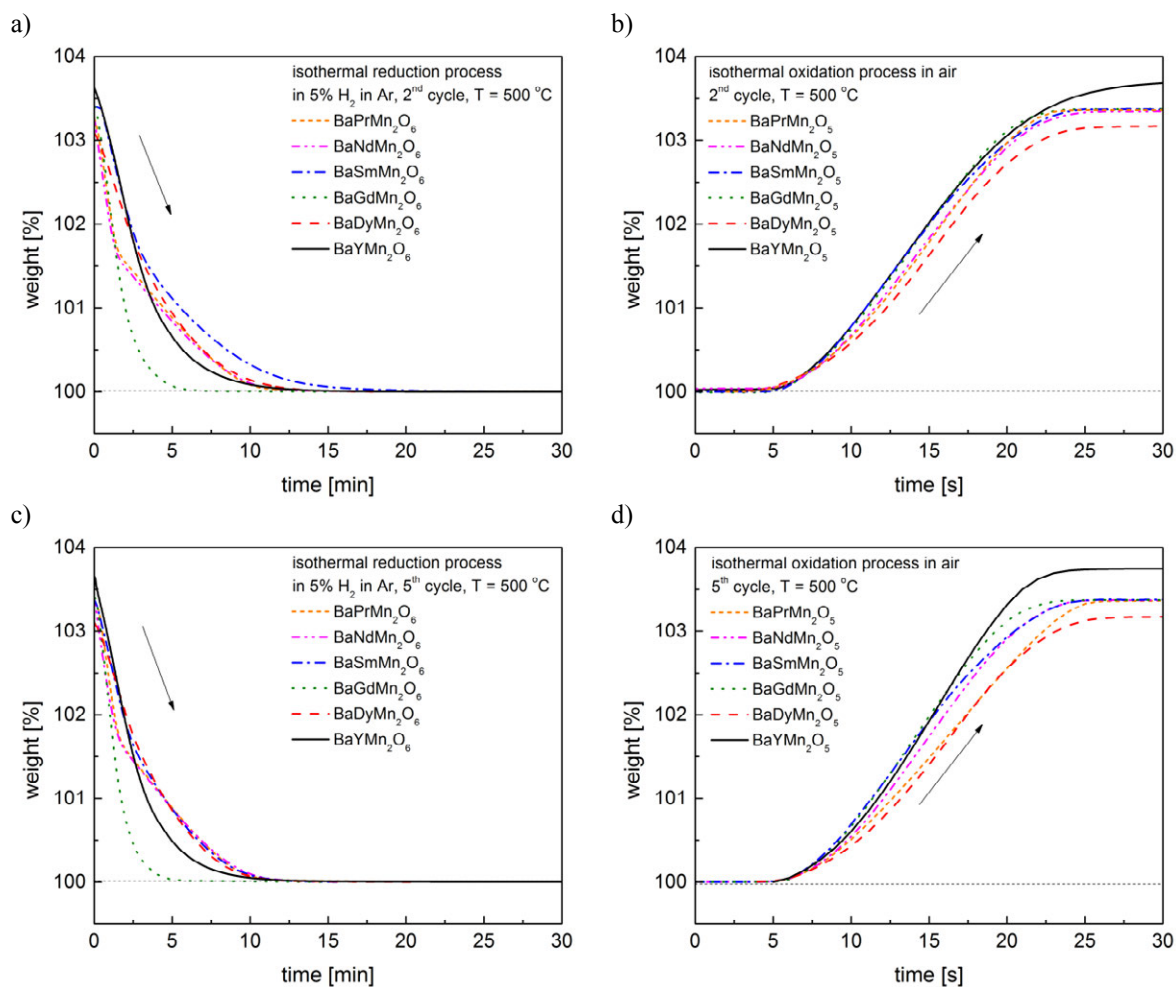 a)
104
103
102
101
100
weight [%]
isothermal reduction process
in 5% H₂ in Ar, 2ⁿᵈ cycle, T = 500 °C
BaPrMn₂O₆
BaNdMn₂O₆
BaSmMn₂O₆
BaGdMn₂O₆
BaDyMn₂O₆
BaYMn₂O₆
0 5 10 15 20 25 30
time [min]
b)
104
103
102
101
100
weight [%]
isothermal oxidation process in air
2ⁿᵈ cycle, T = 500 °C
BaPrMn₂O₅
BaNdMn₂O₅
BaSmMn₂O₅
BaGdMn₂O₅
BaDyMn₂O₅
BaYMn₂O₅
0 5 10 15 20 25 30
time [s]
c)
104
103
102
101
100
weight [%]
isothermal reduction process
in 5% H₂ in Ar, 5ᵗʰ cycle, T = 500 °C
BaPrMn₂O₆
BaNdMn₂O₆
BaSmMn₂O₆
BaGdMn₂O₆
BaDyMn₂O₆
BaYMn₂O₆
0 5 10 15 20 25 30
time [min]
d)
104
103
102
101
100
weight [%]
isothermal oxidation process in air
5ᵗʰ cycle, T = 500 °C
BaPrMn₂O₅
BaNdMn₂O₅
BaSmMn₂O₅
BaGdMn₂O₅
BaDyMn₂O₅
BaYMn₂O₅
0 5 10 15 20 25 30
time [s]